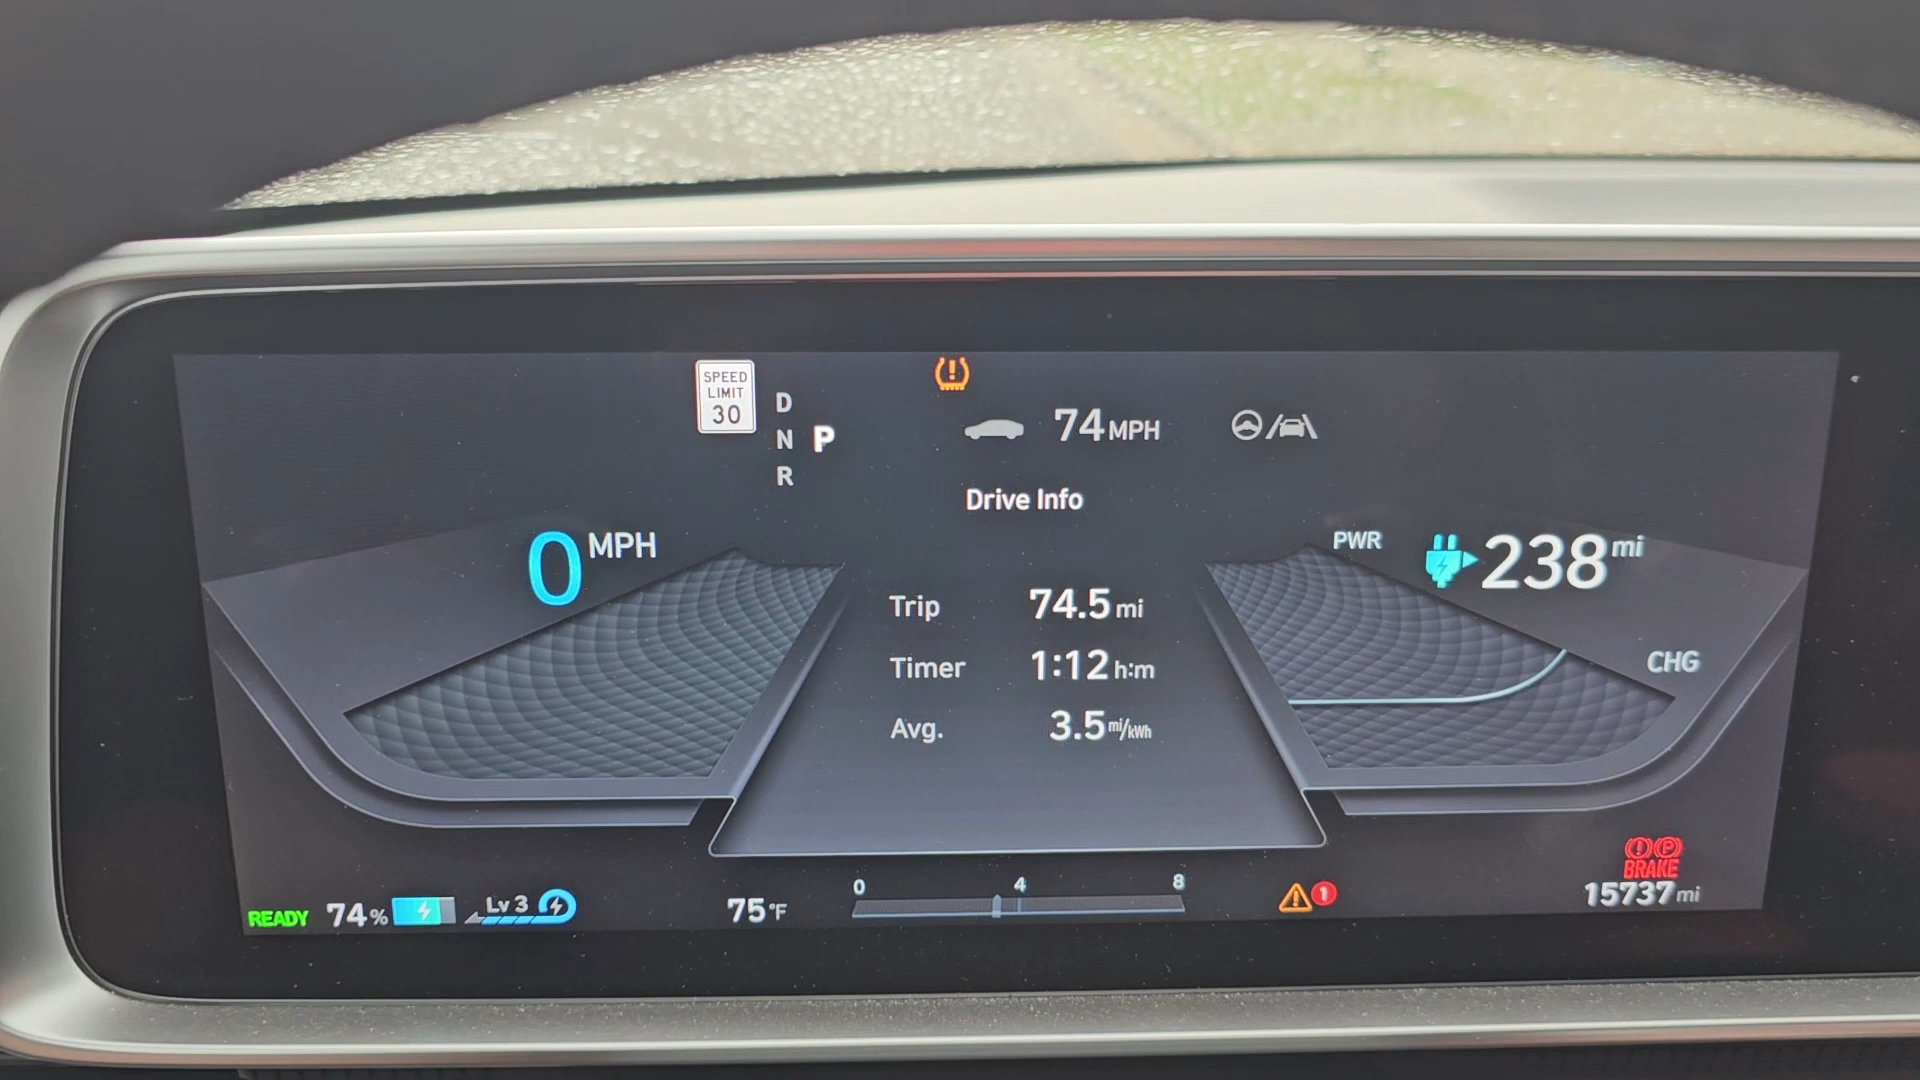 SPEED
LIMIT
30
D
N P
R
74 MPH
Drive Info
0 MPH
PWR
238 mi
CHG
Trip 74.5 mi
Timer 1:12 h:m
Avg. 3.5 mi/kWh
0 4 8
READY 74% Lv 3 75°F 1
P
BRAKE
15737 mi